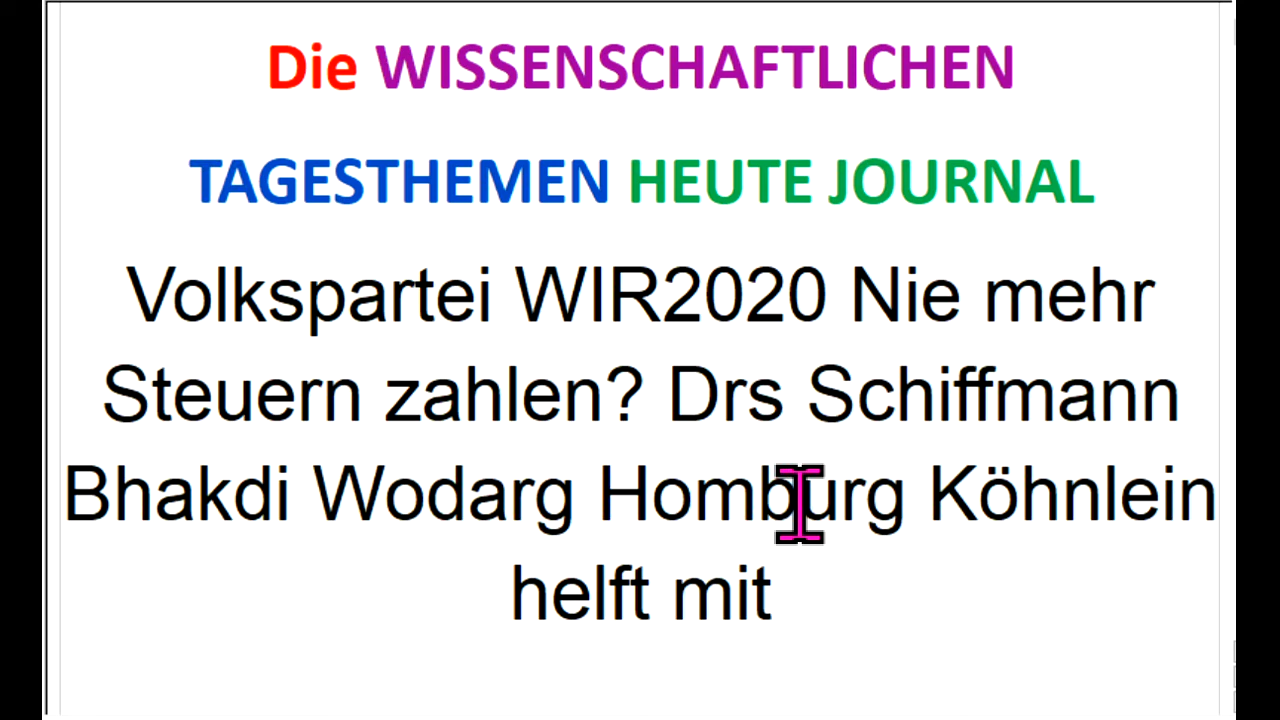 Die WISSENSCHAFTLICHEN
TAGESTHEMEN HEUTE JOURNAL
Volkspartei WIR2020 Nie mehr
Steuern zahlen? Drs Schiffmann
Bhakdi Wodarg Homburg Köhnlein
helft mit